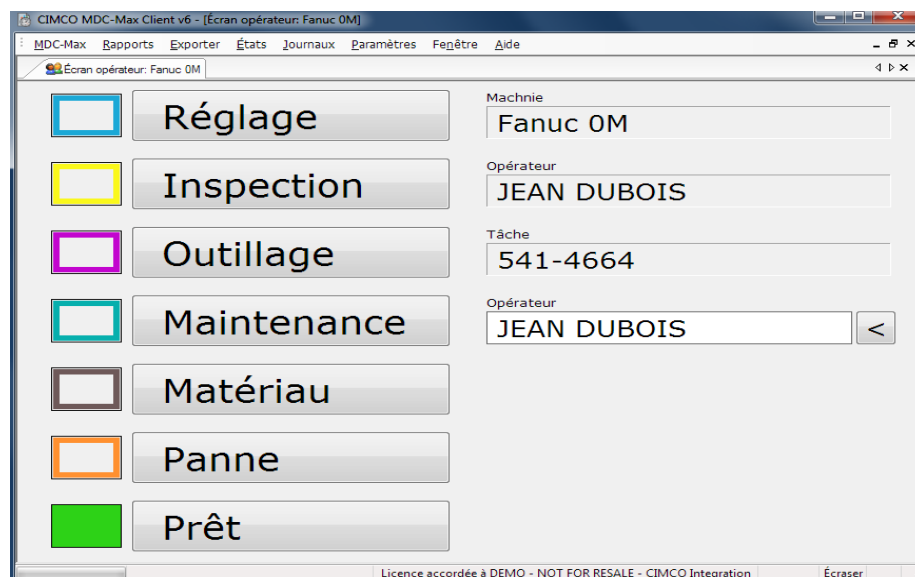 CIMCO MDC-Max Client v6 - [Écran opérateur: Fanuc 0M]
MDC-Max Rapports Exporter États Journaux Paramètres Fenêtre Aide
Écran opérateur: Fanuc 0M
Réglage
Inspection
Outillage
Maintenance
Matériau
Panne
Prêt
Machnie
Fanuc 0M
Opérateur
JEAN DUBOIS
Tâche
541-4664
Opérateur
JEAN DUBOIS
<
Licence accordée à DEMO - NOT FOR RESALE - CIMCO Integration Écraser